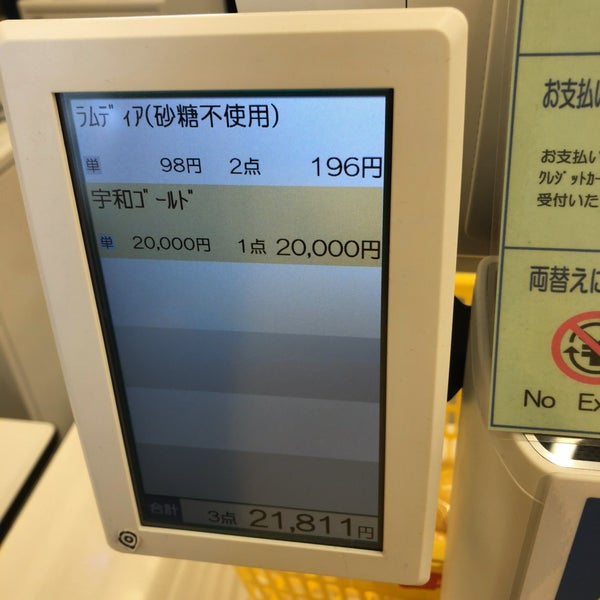 ﾗﾑﾃﾞｨｱ(砂糖不使用)
単 98円 2点 196円
宇和ｺﾞｰﾙﾄﾞ
単 20,000円 1点 20,000円
合計 3点 21,811円
お支払い
お支払い
ｸﾚｼﾞｯﾄカー
受付いた
両替えに
No Ex